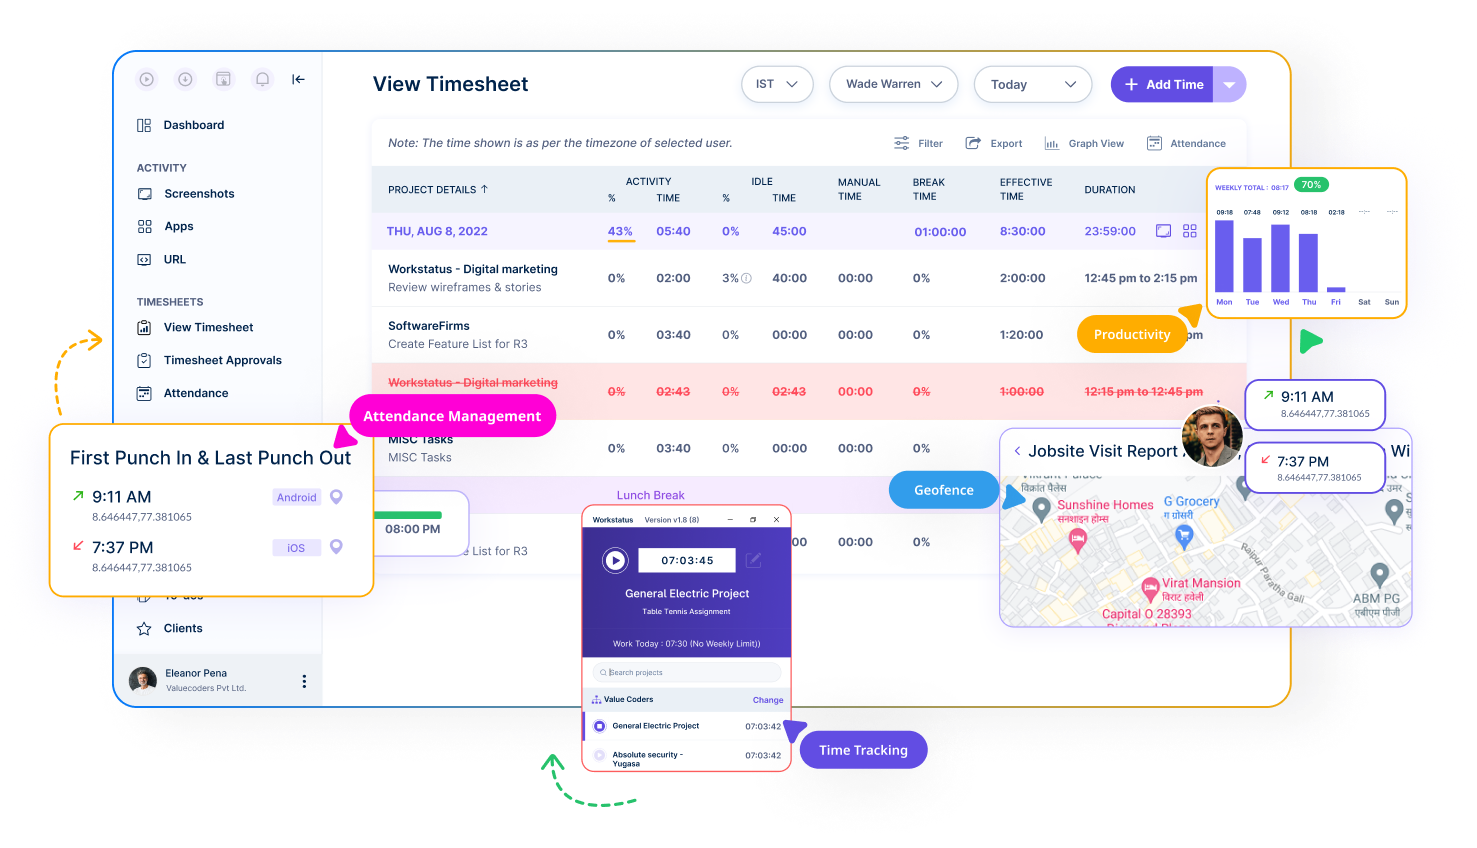 View Timesheet
IST
Wade Warren
Today
+ Add Time
Dashboard
ACTIVITY
Screenshots
Apps
URL
TIMESHEETS
View Timesheet
Timesheet Approvals
Attendance
Clients
Eleanor Pena
Valuecoders Pvt Ltd.
Note: The time shown is as per the timezone of selected user.
Filter
Export
Graph View
Attendance
PROJECT DETAILS ↑
ACTIVITY
% TIME
IDLE
% TIME
MANUAL
TIME
BREAK
TIME
EFFECTIVE
TIME
DURATION
THU, AUG 8, 2022 43% 05:40 0% 45:00 01:00:00 8:30:00 23:59:00
Workstatus - Digital marketing
Review wireframes & stories
0% 02:00 3% 40:00 00:00 0% 2:00:00 12:45 pm to 2:15 pm
SoftwareFirms
Create Feature List for R3
0% 03:40 0% 00:00 00:00 0% 1:20:00 pm
Workstatus - Digital marketing
0% 02:43 0% 02:43 00:00 0% 1:00:00 12:15 pm to 12:45 pm
MISC Tasks
MISC Tasks
0% 03:40 0% 00:00 00:00 0%
Lunch Break
08:00 PM
List for R3
00 00:00 0%
WEEKLY TOTAL : 08:17 70%
09:18 07:48 09:12 08:18 02:18 --:-- --:--
Mon Tue Wed Thu Fri Sat Sun
Productivity
Attendance Management
First Punch In & Last Punch Out
9:11 AM Android
8.646447,77.381065
7:37 PM iOS
8.646447,77.381065
Geofence
Jobsite Visit Report
Wi
9:11 AM
8.646447,77.381065
7:37 PM
8.646447,77.381065
विक्रांत पैलेस
Sunshine Homes
सनशाइन होम्स
G Grocery
ग ग्रोसरी
उमर
Raipur Paratha Gali
Virat Mansion
विराट हवेली
Capital O 28393
ABM PG
एबीएम पीजी
Workstatus Version v1.8 (8)
07:03:45
General Electric Project
Table Tennis Assignment
Work Today : 07:30 (No Weekly Limit))
Search projects
Value Coders Change
General Electric Project 07:03:42
Absolute security - 07:03:42
Yugasa
Time Tracking